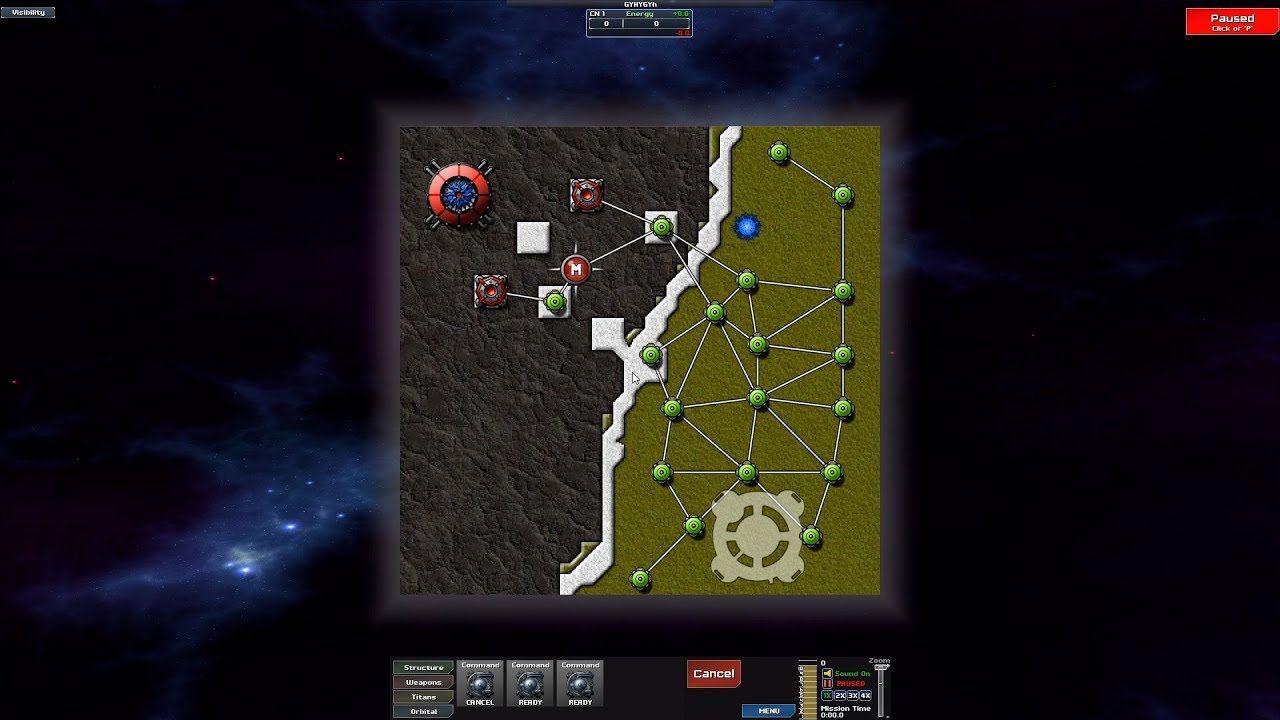 Visibility
GYHYGYh
CN 1 Energy +0.0
0 0
-0.0
Paused
Click or 'P'
M
Structure
Weapons
Titans
Orbital
Command Command Command
CANCEL READY READY
Cancel
MENU
0
Zoom
Sound On
PAUSED
1X 2X 3X 4X
Mission Time
0:00.0